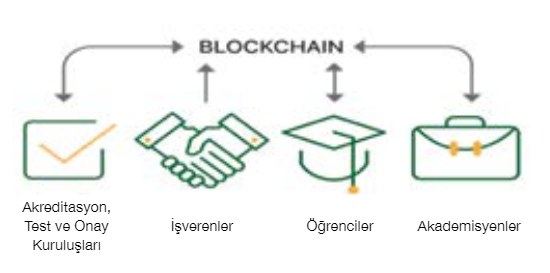 BLOCKCHAIN
Akreditasyon,
Test ve Onay
Kuruluşları
İşverenler
Öğrenciler
Akademisyenler